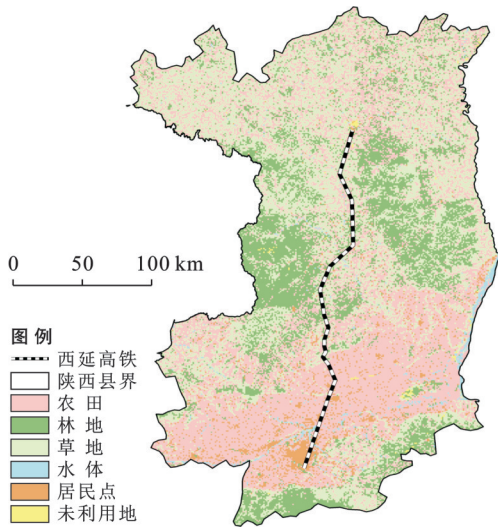 0 50 100 km
图例
西延高铁
陕西县界
农田
林地
草地
水体
居民点
未利用地